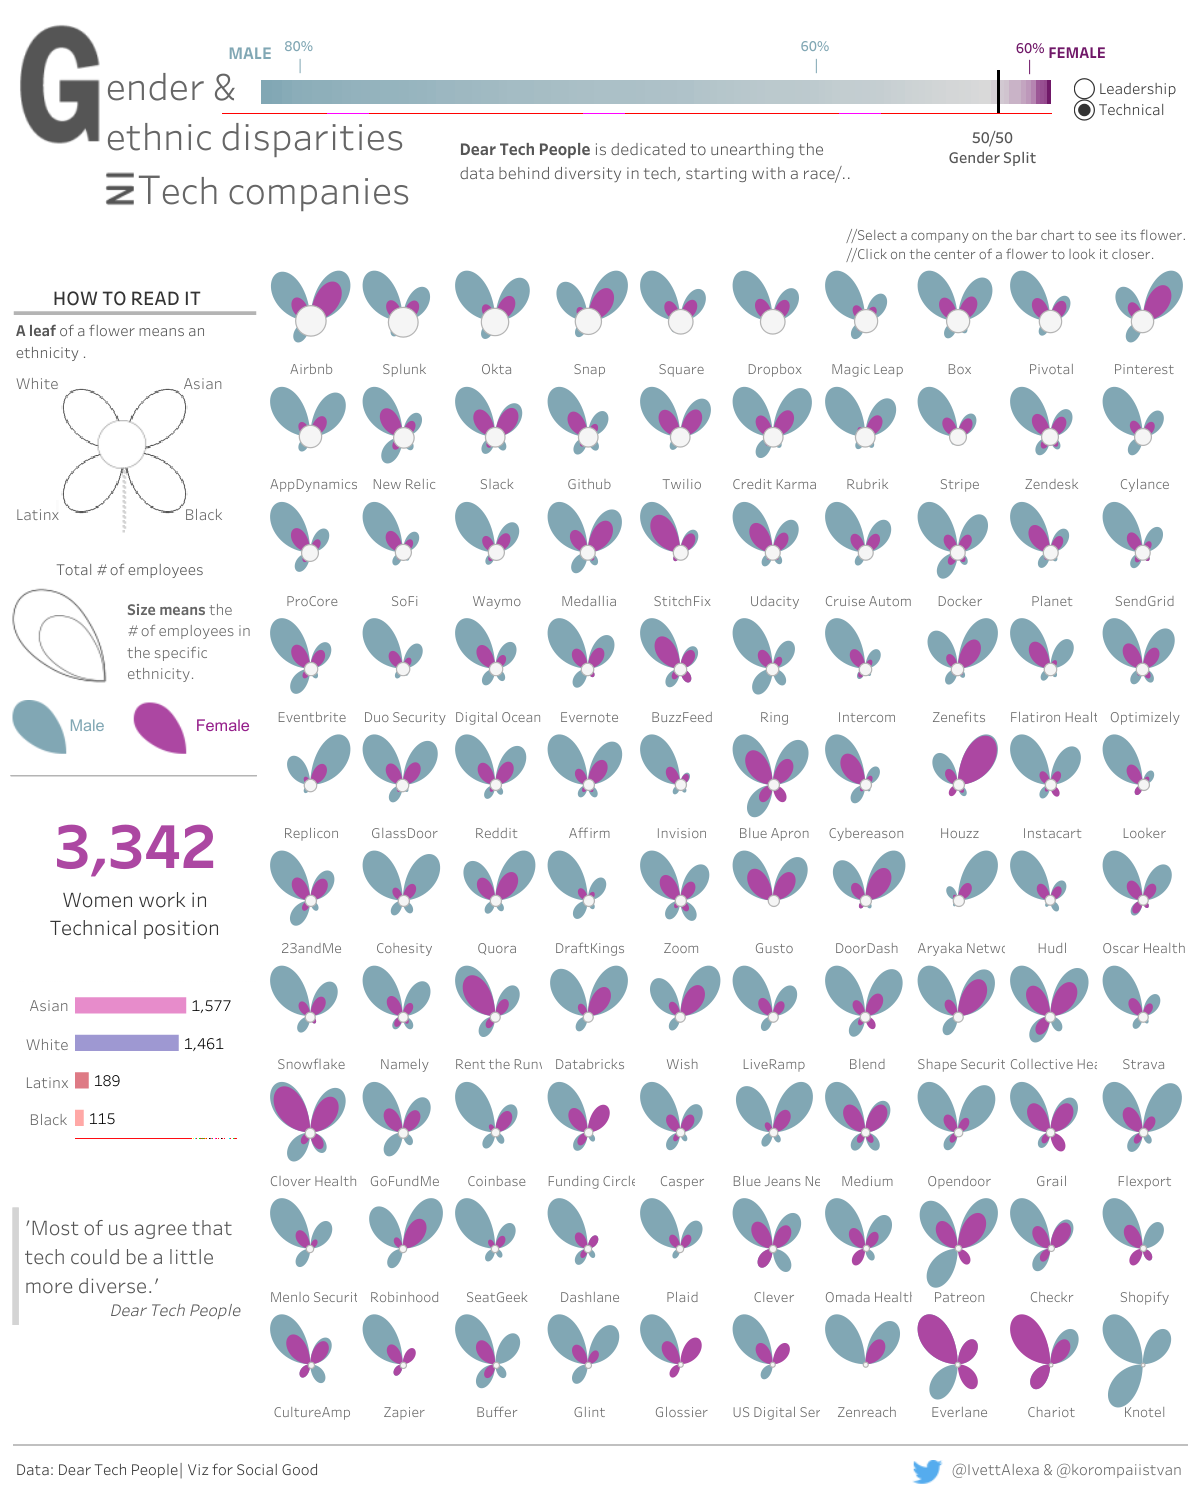 MALE
80%
60%
60%
FEMALE
Gender &
ethnic disparities
IN Tech companies
Leadership
Technical
50/50
Gender Split
Dear Tech People is dedicated to unearthing the
data behind diversity in tech, starting with a race/..
//Select a company on the bar chart to see its flower.
//Click on the center of a flower to look it closer.
HOW TO READ IT
A leaf of a flower means an
ethnicity .
White
Asian
Latinx
Black
Total # of employees
Size means the
# of employees in
the specific
ethnicity.
Male
Female
3,342
Women work in
Technical position
Asian 1,577
White 1,461
Latinx 189
Black 115
'Most of us agree that
tech could be a little
more diverse.'
Dear Tech People
Airbnb Splunk Okta Snap Square Dropbox Magic Leap Box Pivotal Pinterest
AppDynamics New Relic Slack Github Twilio Credit Karma Rubrik Stripe Zendesk Cylance
ProCore SoFi Waymo Medallia StitchFix Udacity Cruise Autom Docker Planet SendGrid
Eventbrite Duo Security Digital Ocean Evernote BuzzFeed Ring Intercom Zenefits Flatiron Healt Optimizely
Replicon GlassDoor Reddit Affirm Invision Blue Apron Cybereason Houzz Instacart Looker
23andMe Cohesity Quora DraftKings Zoom Gusto DoorDash Aryaka Netwo Hudl Oscar Health
Snowflake Namely Rent the Runw Databricks Wish LiveRamp Blend Shape Securit Collective Hea Strava
Clover Health GoFundMe Coinbase Funding Circle Casper Blue Jeans Ne Medium Opendoor Grail Flexport
Menlo Securit Robinhood SeatGeek Dashlane Plaid Clever Omada Health Patreon Checkr Shopify
CultureAmp Zapier Buffer Glint Glossier US Digital Ser Zenreach Everlane Chariot Knotel
Data: Dear Tech People| Viz for Social Good
@IvettAlexa & @korompaiistvan